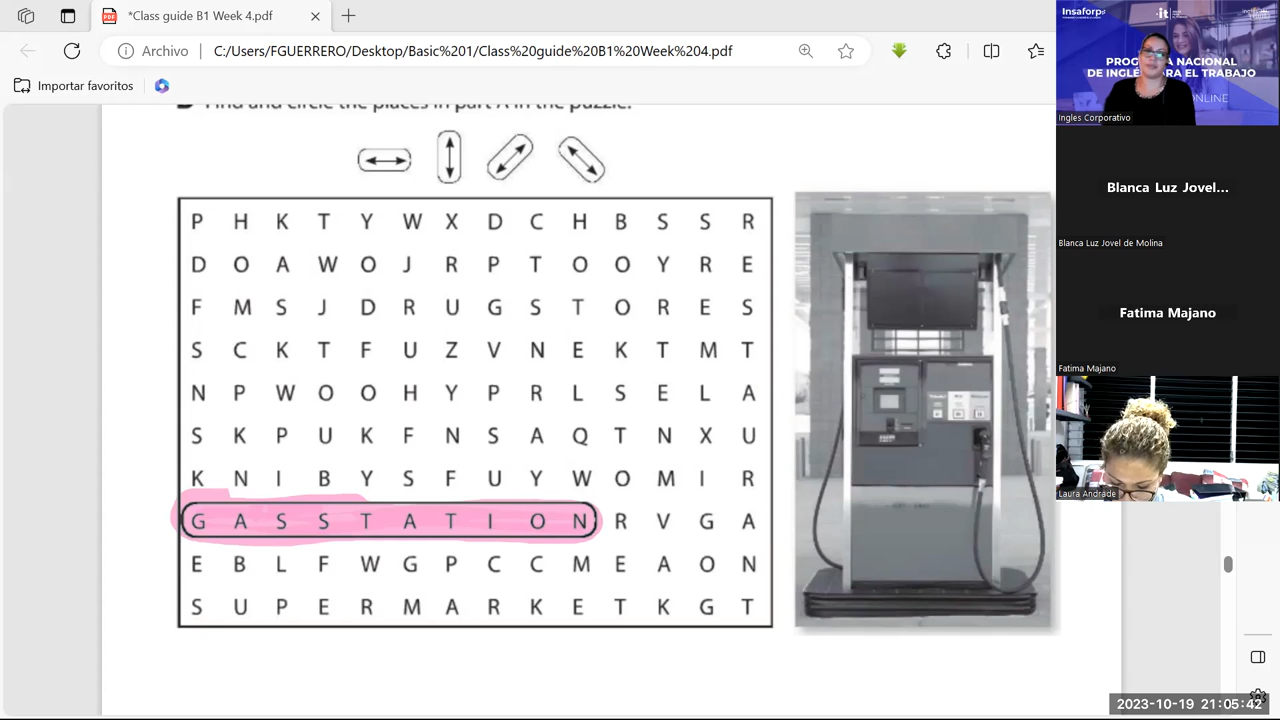 *Class guide B1 Week 4.pdf
Archivo
C:/Users/FGUERRERO/Desktop/Basic%201/Class%20guide%20B1%20Week%204.pdf
Importar favoritos
Find and circle the places in part A in the puzzle.
P H K T Y W X D C H B S S R
D O A W O J R P T O O Y R E
F M S J D R U G S T O R E S
S C K T F U Z V N E K T M T
N P W O O H Y P R L S E L A
S K P U K F N S A Q T N X U
K N I B Y S F U Y W O M I R
G A S S T A T I O N R V G A
E B L F W G P C C M E A O N
S U P E R M A R K E T K G T
Insaforp
it
PROGRAMA NACIONAL
DE INGLÉS PARA EL TRABAJO
ONLINE
Ingles Corporativo
Blanca Luz Jovel...
Blanca Luz Jovel de Molina
Fatima Majano
Fatima Majano
Laura Andrade
2023-10-19 21:05:42